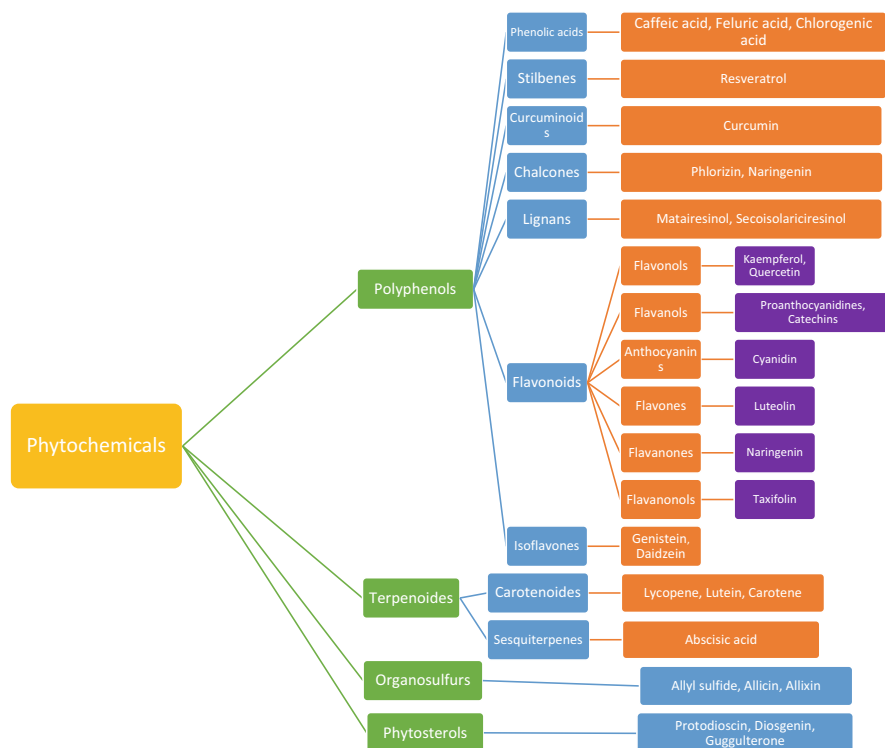 Phytochemicals
Polyphenols
Phenolic acids
Caffeic acid, Feluric acid, Chlorogenic
acid
Stilbenes
Resveratrol
Curcuminoid
s
Curcumin
Chalcones
Phlorizin, Naringenin
Lignans
Matairesinol, Secoisolariciresinol
Flavonoids
Flavonols
Kaempferol,
Quercetin
Flavanols
Proanthocyanidines,
Catechins
Anthocyanin
s
Cyanidin
Flavones
Luteolin
Flavanones
Naringenin
Flavanonols
Taxifolin
Isoflavones
Genistein,
Daidzein
Terpenoides
Carotenoides
Lycopene, Lutein, Carotene
Sesquiterpenes
Abscisic acid
Organosulfurs
Allyl sulfide, Allicin, Allixin
Phytosterols
Protodioscin, Diosgenin,
Guggulterone